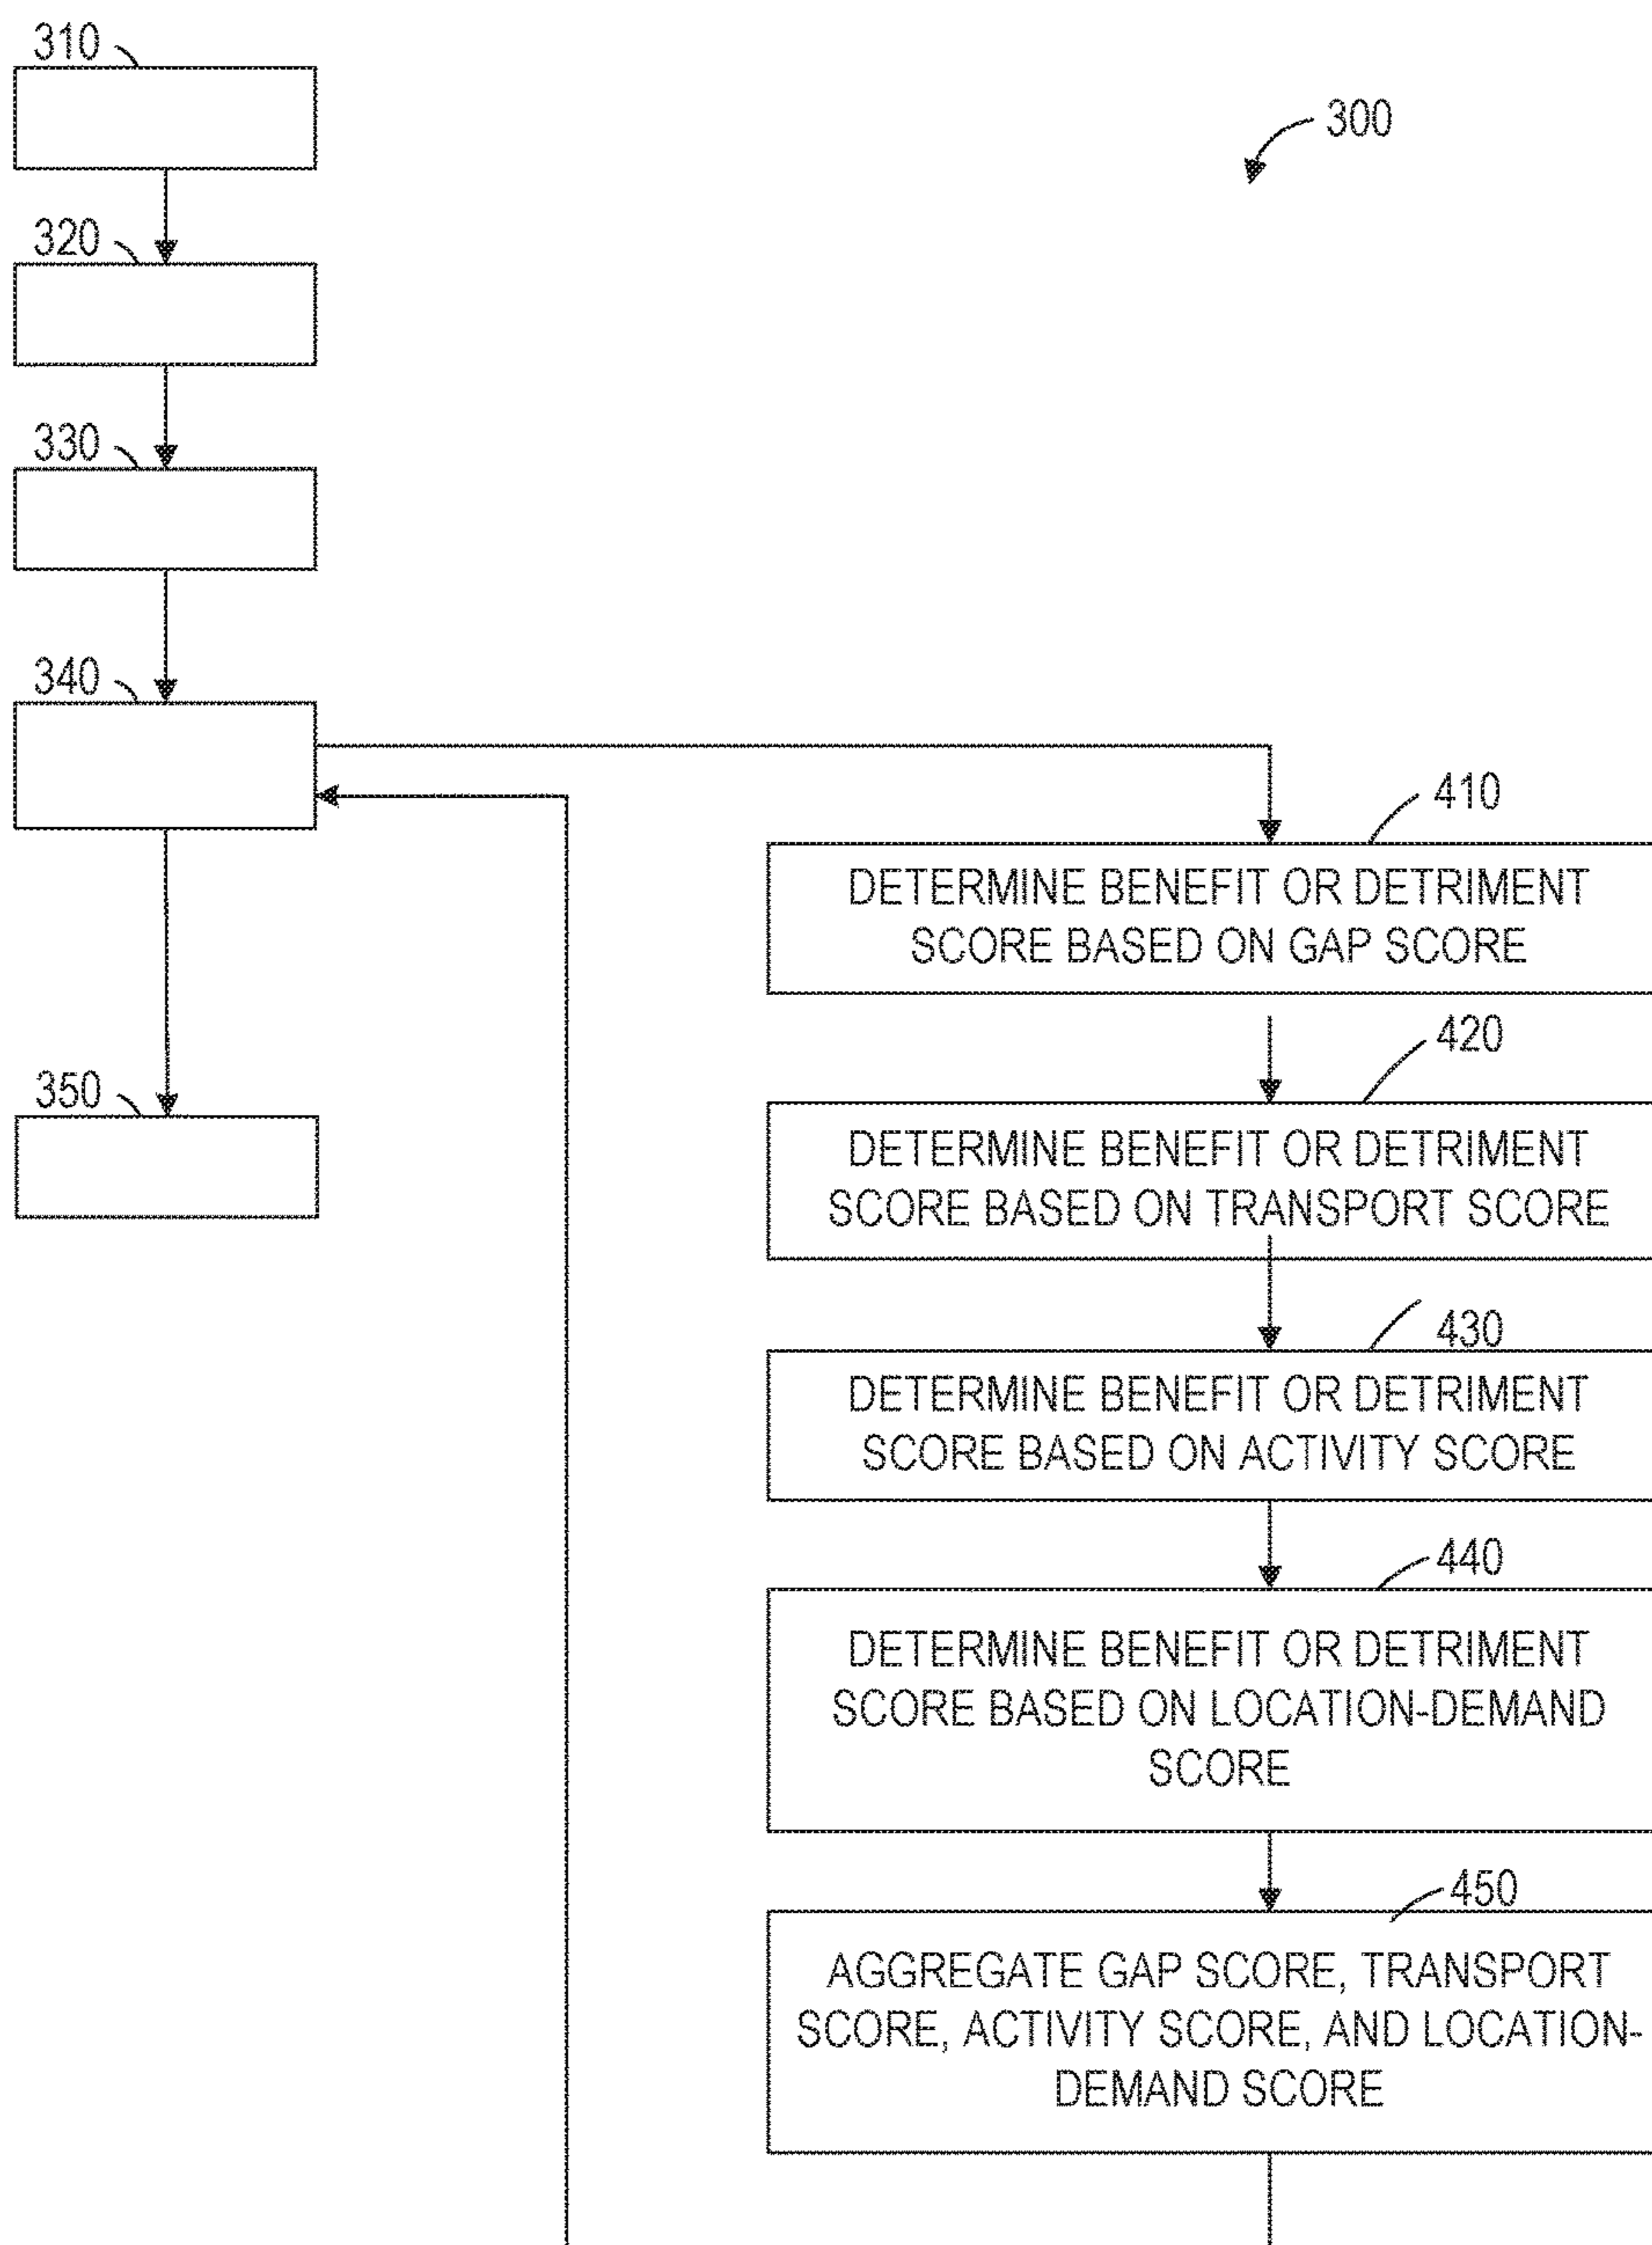 310
300
320
330
340
410
DETERMINE BENEFIT OR DETRIMENT
SCORE BASED ON GAP SCORE
420
350
DETERMINE BENEFIT OR DETRIMENT
SCORE BASED ON TRANSPORT SCORE
430
DETERMINE BENEFIT OR DETRIMENT
SCORE BASED ON ACTIVITY SCORE
440
DETERMINE BENEFIT OR DETRIMENT
SCORE BASED ON LOCATION-DEMAND
SCORE
450
AGGREGATE GAP SCORE, TRANSPORT
SCORE, ACTIVITY SCORE, AND LOCATION-
DEMAND SCORE